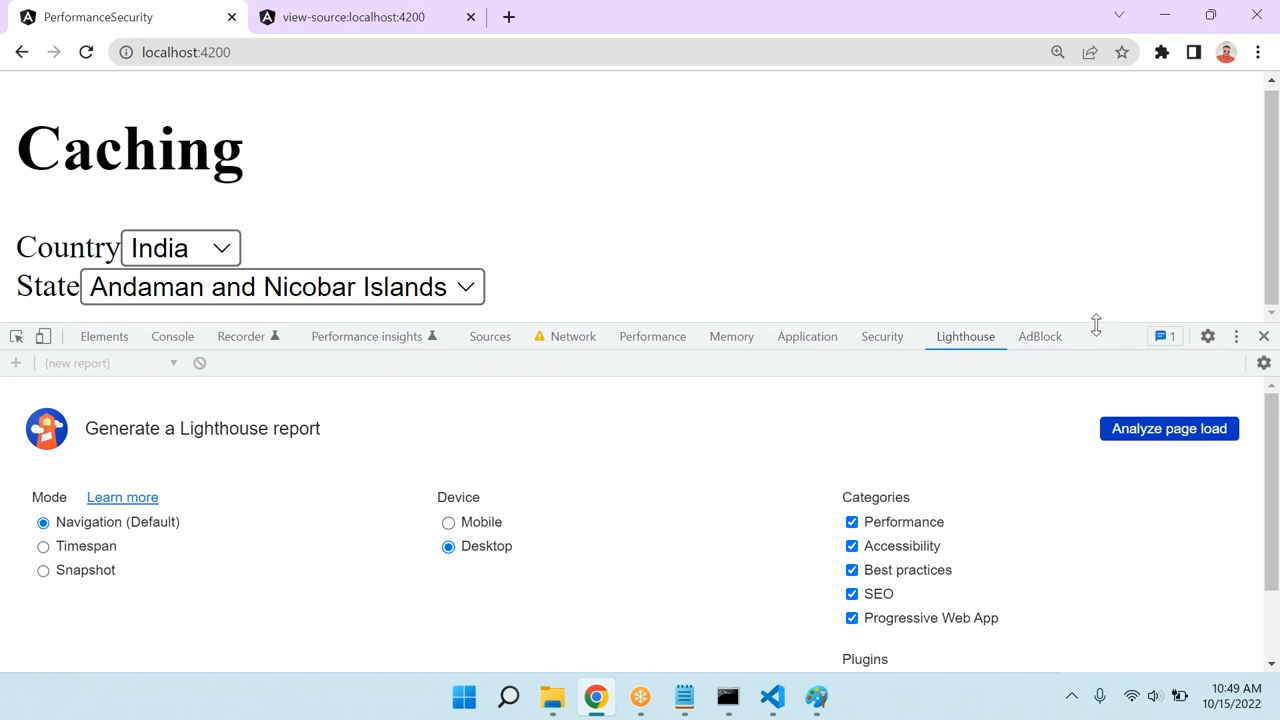 PerformanceSecurity
view-source:localhost:4200
localhost:4200
Caching
Country India
State Andaman and Nicobar Islands
Elements Console Recorder Performance insights Sources Network Performance Memory Application Security Lighthouse AdBlock 1
(new report)
Generate a Lighthouse report
Analyze page load
Mode Learn more
Navigation (Default)
Timespan
Snapshot
Device
Mobile
Desktop
Categories
Performance
Accessibility
Best practices
SEO
Progressive Web App
Plugins
10:49 AM
10/15/2022